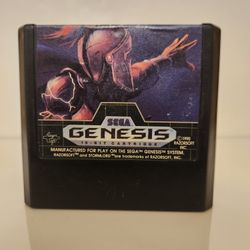 SEGA
GENESIS
16-BIT CARTRIDGE
©1990
RAZORSOFT
INC.
MANUFACTURED FOR PLAY ON THE SEGA™ GENESIS™ SYSTEM.
RAZORSOFT™ and STORMLORD™ are trademarks of RAZORSOFT, INC.